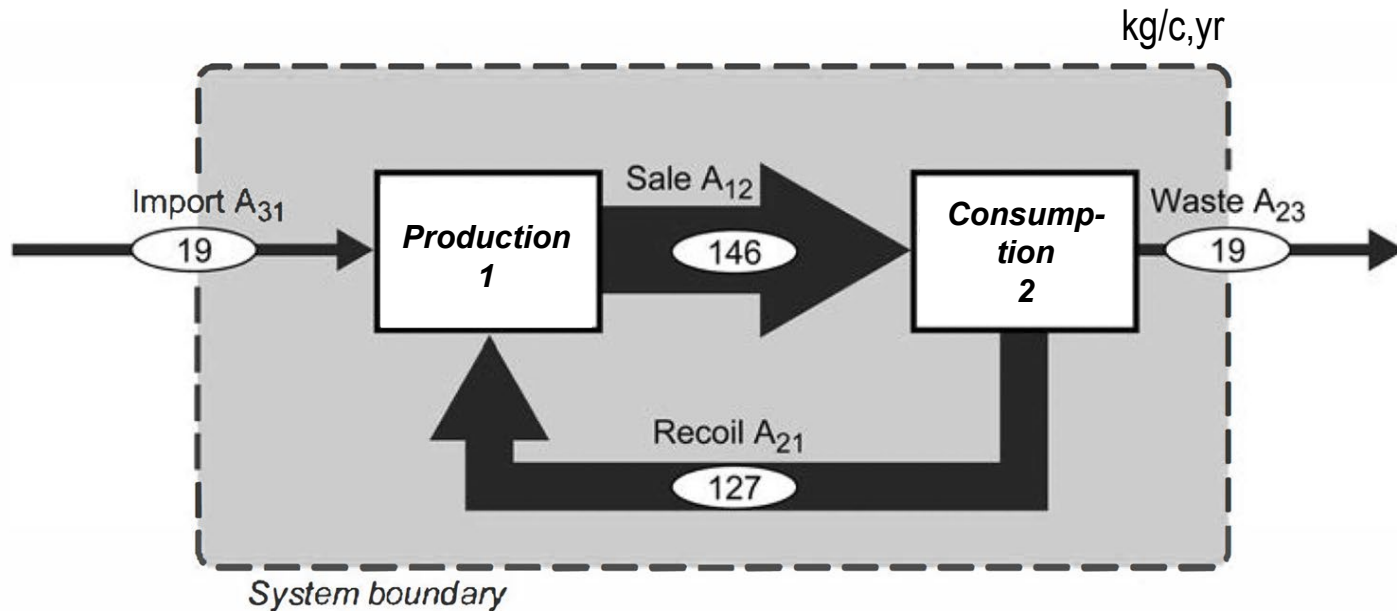 kg/c,yr
Import A₃₁
19
Production
1
Sale A₁₂
146
Consump-
tion
2
Waste A₂₃
19
Recoil A₂₁
127
System boundary